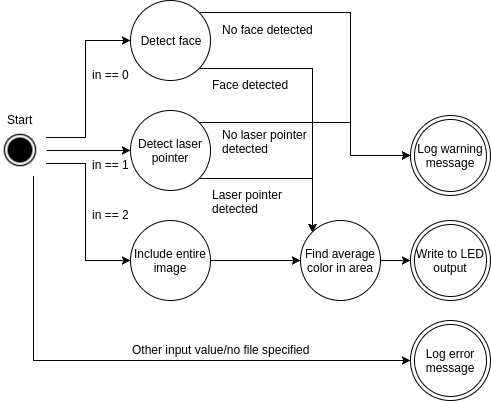 No face detected
Detect face
in == 0
Face detected
Start
Detect laser
pointer
No laser pointer
detected
Log warning
message
in == 1
Laser pointer
detected
in == 2
Include entire
image
Find average
color in area
Write to LED
output
Other input value/no file specified
Log error
message